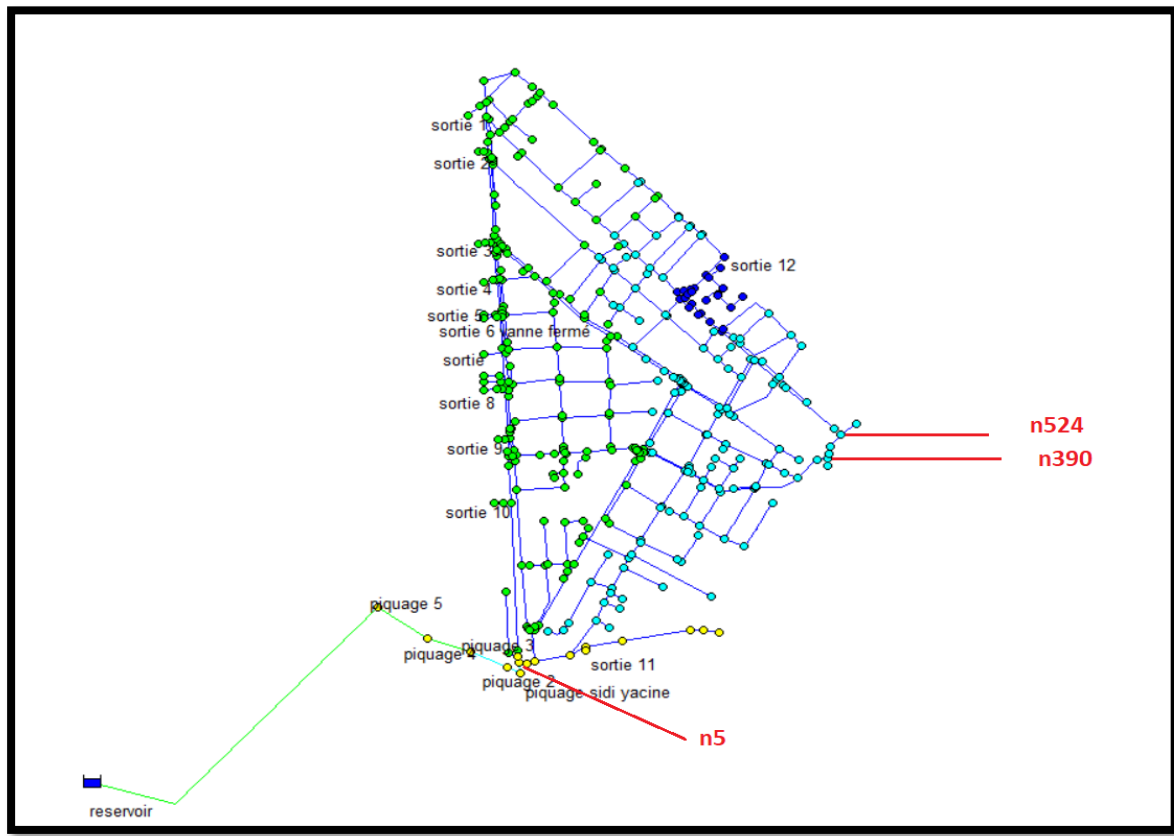 sortie 1
sortie 2
sortie 3
sortie 12
sortie 4
sortie 5
sortie 6 vanne fermé
sortie
sortie 8
n524
sortie 9
n390
sortie 10
piquage 5
piquage 3
piquage 4
sortie 11
piquage 2
piquage sidi yacine
n5
reservoir